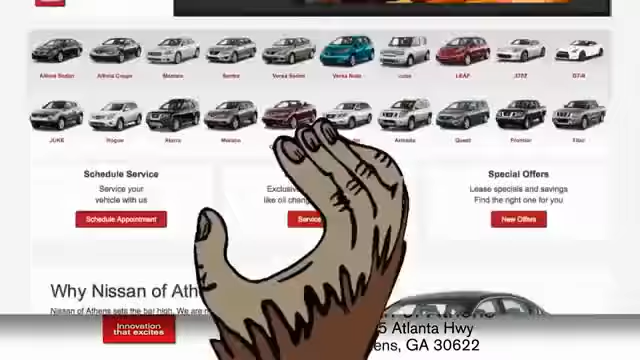 Altima Sedan Altima Coupe Maxima Sentra Versa Sedan Versa Note cube LEAF 370Z GT-R
JUKE Rogue Xterra Murano Armada Quest Frontier Titan
Schedule Service
Service your
vehicle with us
Schedule Appointment
Exclusive
like oil chang
Service
Special Offers
Lease specials and savings
Find the right one for you
New Offers
Why Nissan of Ath
Nissan of Athens sets the bar high. We are
Innovation
that excites
5 Atlanta Hwy
ens, GA 30622